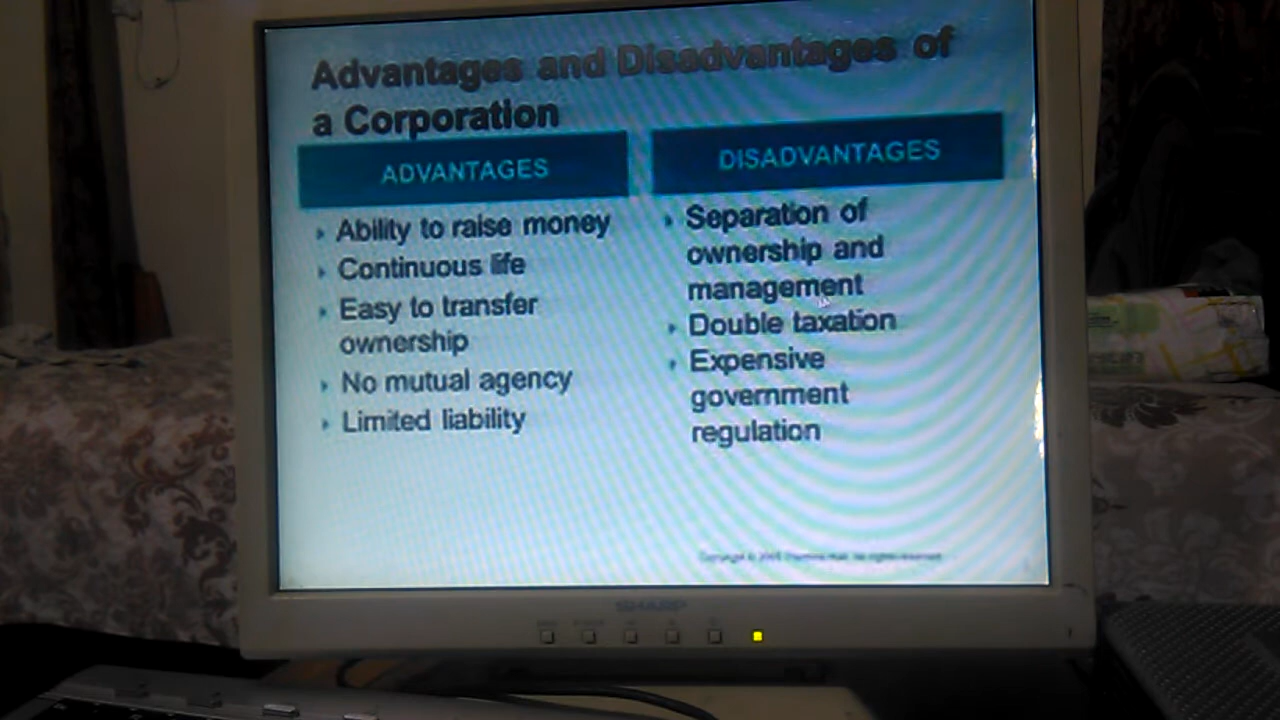 Advantages and Disadvantages of
a Corporation
ADVANTAGES
Ability to raise money
Continuous life
Easy to transfer
ownership
No mutual agency
Limited liability
DISADVANTAGES
Separation of
ownership and
management
Double taxation
Expensive
government
regulation
SHARP